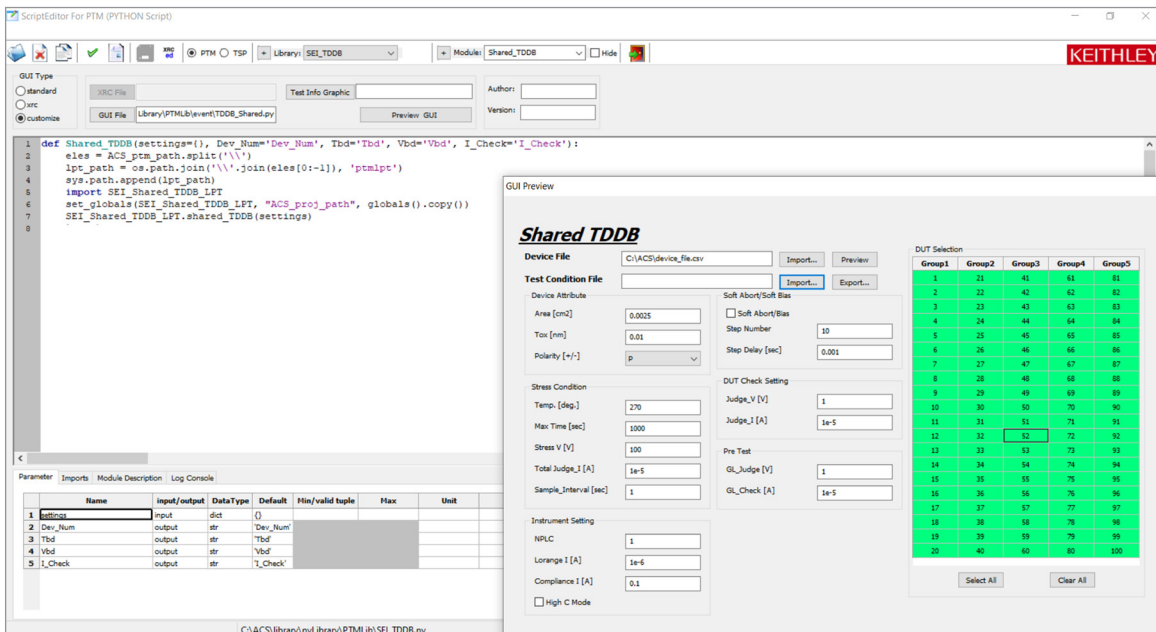 ScriptEditor For PTM (PYTHON Script)
XRC ed PTM TSP + Library: SEI_TDDB + Module: Shared_TDDB Hide
KEITHLEY
GUI Type
standard
xrc
customize
XRC File Test Info Graphic
GUI File Library\PTMLib\event\TDDB_Shared.py Preview GUI
Author:
Version:
1 def Shared_TDDB(settings={}, Dev_Num='Dev_Num', Tbd='Tbd', Vbd='Vbd', I_Check='I_Check'):
2 eles = ACS_ptm_path.split('\\')
3 lpt_path = os.path.join('\\'.join(eles[0:-1]), 'ptmlpt')
4 sys.path.append(lpt_path)
5 import SEI_Shared_TDDB_LPT
6 set_globals(SEI_Shared_TDDB_LPT, "ACS_proj_path", globals().copy())
7 SEI_Shared_TDDB_LPT.shared_TDDB(settings)
8
Parameter Imports Module Description Log Console
Name input/output DataType Default Min/valid tuple Max Unit
1 settings input dict {}
2 Dev_Num output str 'Dev_Num'
3 Tbd output str 'Tbd'
4 Vbd output str 'Vbd'
5 I_Check output str 'I_Check'
C:\ACS\library\pyLibrary\PTMLib\SEI_TDDB.py
GUI Preview
Shared TDDB
Device File C:\ACS\device_file.csv Import... Preview
Test Condition File Import... Export...
Device Attribute
Area [cm2] 0.0025
Tox [nm] 0.01
Polarity [+/-] P
Stress Condition
Temp. [deg.] 270
Max Time [sec] 1000
Stress V [V] 100
Total Judge_I [A] 1e-5
Sample_Interval [sec] 1
Instrument Setting
NPLC 1
Lorange I [A] 1e-6
Compliance I [A] 0.1
High C Mode
Soft Abort/Soft Bias
Soft Abort/Bias
Step Number 10
Step Delay [sec] 0.001
DUT Check Setting
Judge_V [V] 1
Judge_I [A] 1e-5
Pre Test
GL_Judge [V] 1
GL_Check [A] 1e-5
DUT Selection
Group1 Group2 Group3 Group4 Group5
1 21 41 61 81
2 22 42 62 82
3 23 43 63 83
4 24 44 64 84
5 25 45 65 85
6 26 46 66 86
7 27 47 67 87
8 28 48 68 88
9 29 49 69 89
10 30 50 70 90
11 31 51 71 91
12 32 52 72 92
13 33 53 73 93
14 34 54 74 94
15 35 55 75 95
16 36 56 76 96
17 37 57 77 97
18 38 58 78 98
19 39 59 79 99
20 40 60 80 100
Select All Clear All